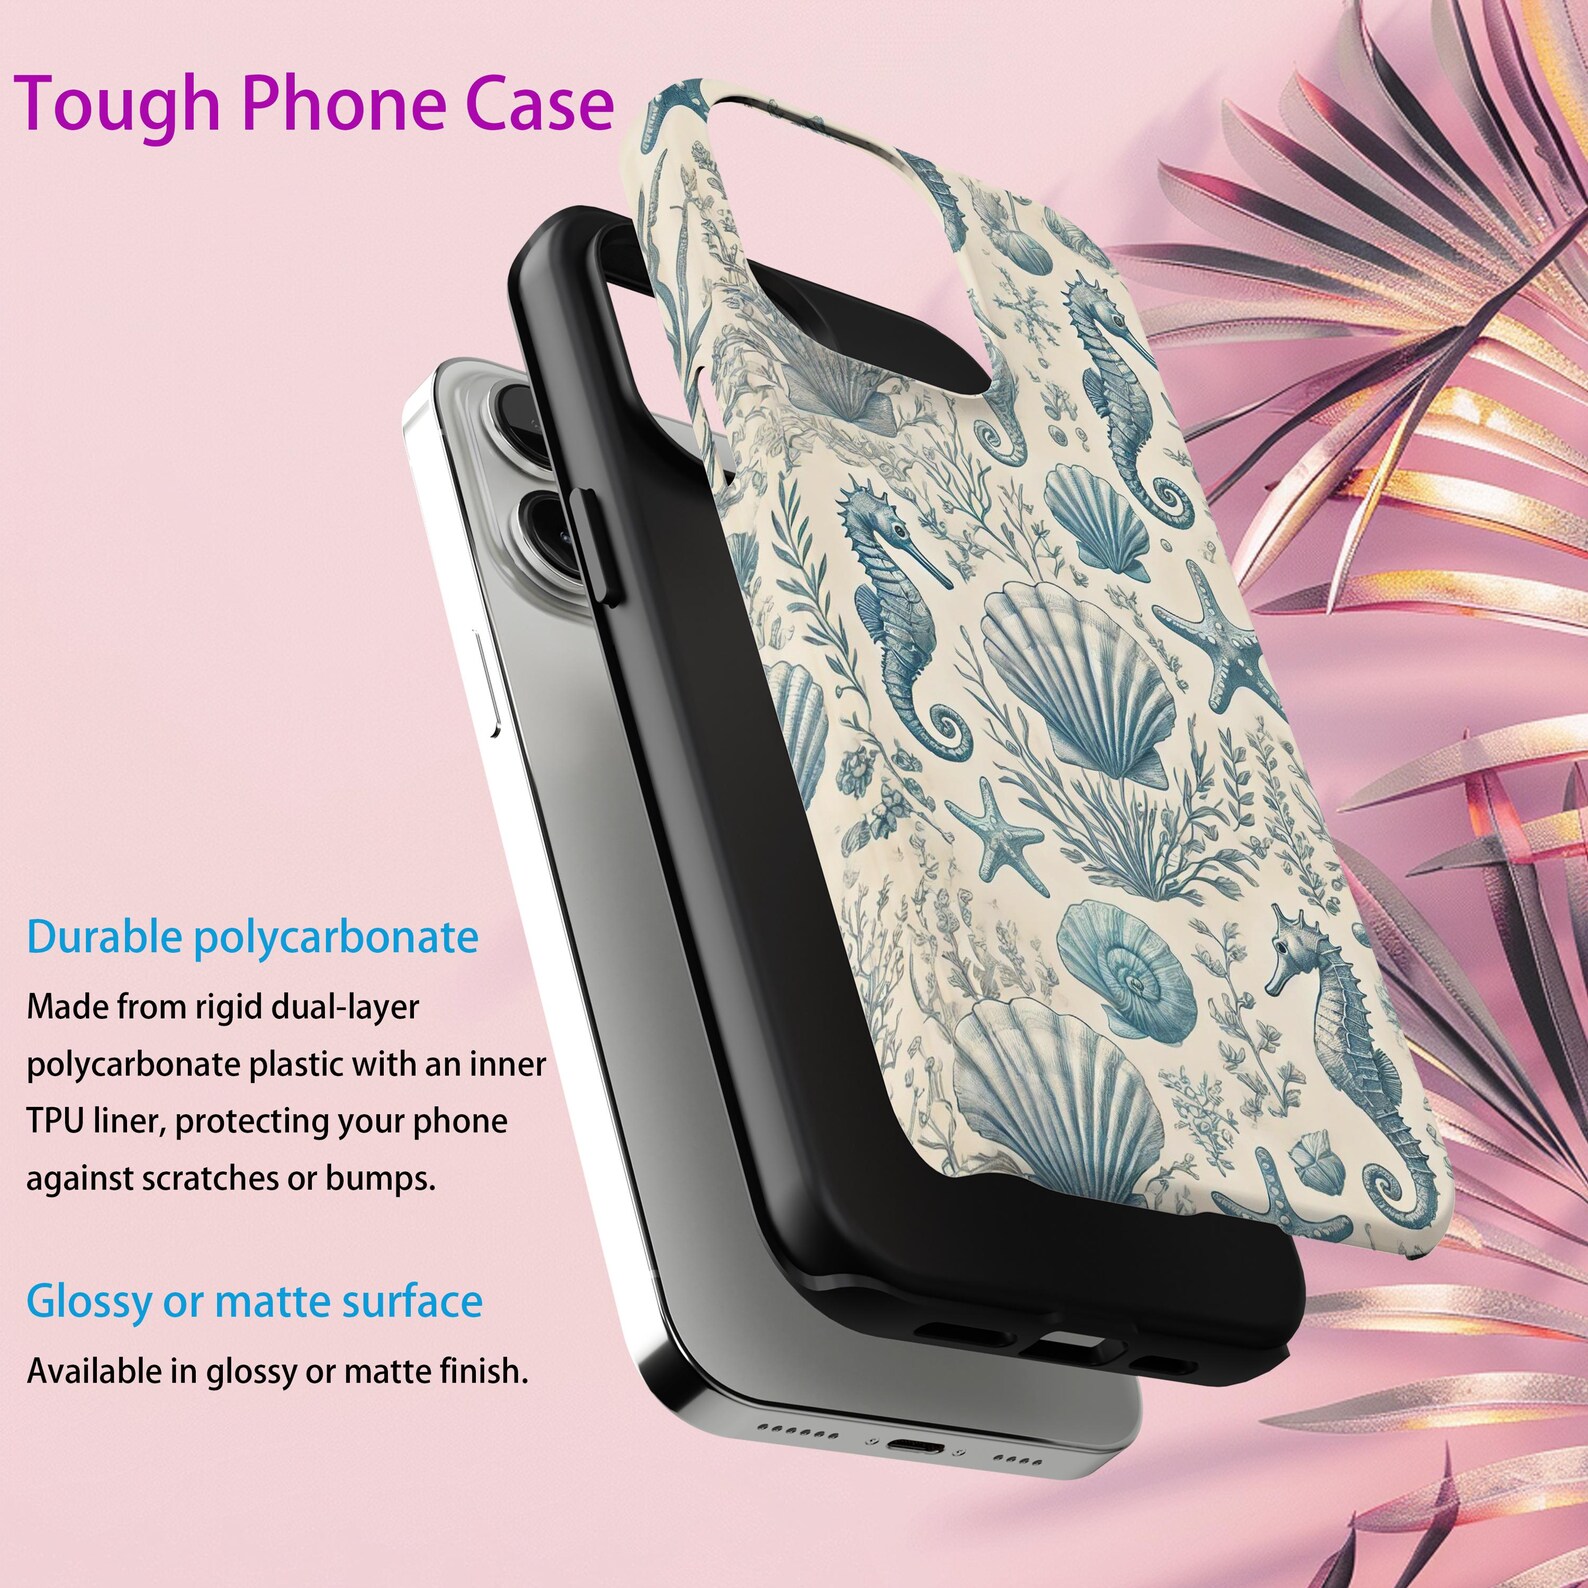 Tough Phone Case
Durable polycarbonate
Made from rigid dual-layer
polycarbonate plastic with an inner
TPU liner, protecting your phone
against scratches or bumps.
Glossy or matte surface
Available in glossy or matte finish.